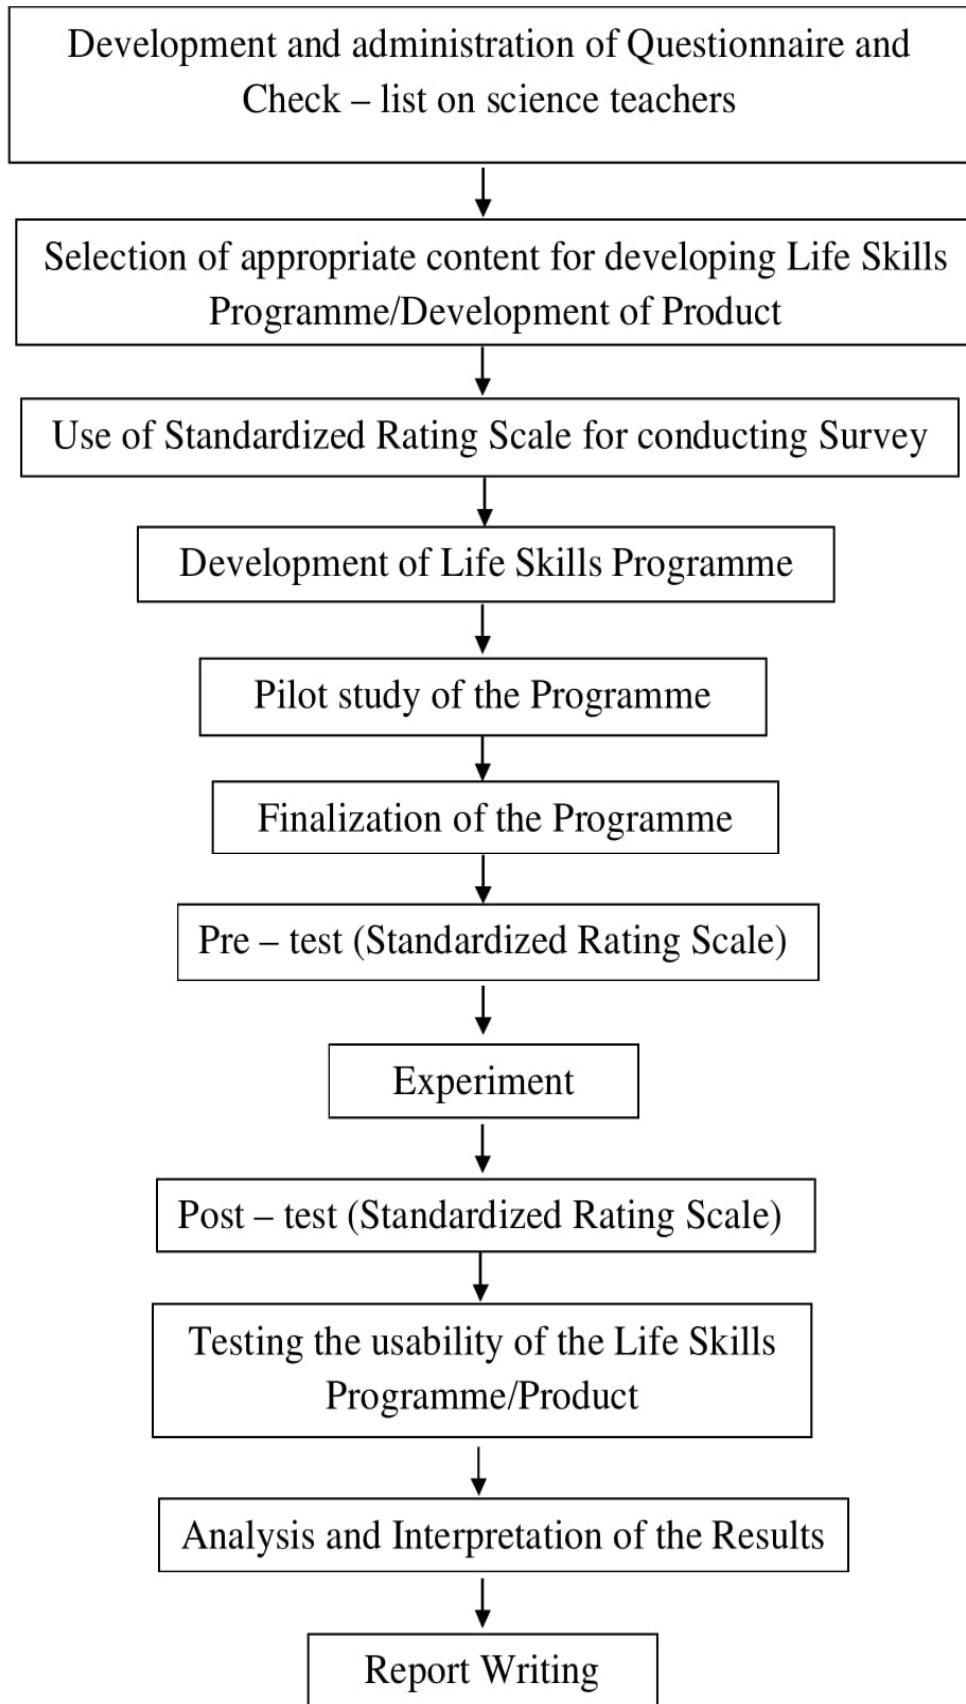 Development and administration of Questionnaire and
Check – list on science teachers
Selection of appropriate content for developing Life Skills
Programme/Development of Product
Use of Standardized Rating Scale for conducting Survey
Development of Life Skills Programme
Pilot study of the Programme
Finalization of the Programme
Pre – test (Standardized Rating Scale)
Experiment
Post – test (Standardized Rating Scale)
Testing the usability of the Life Skills
Programme/Product
Analysis and Interpretation of the Results
Report Writing